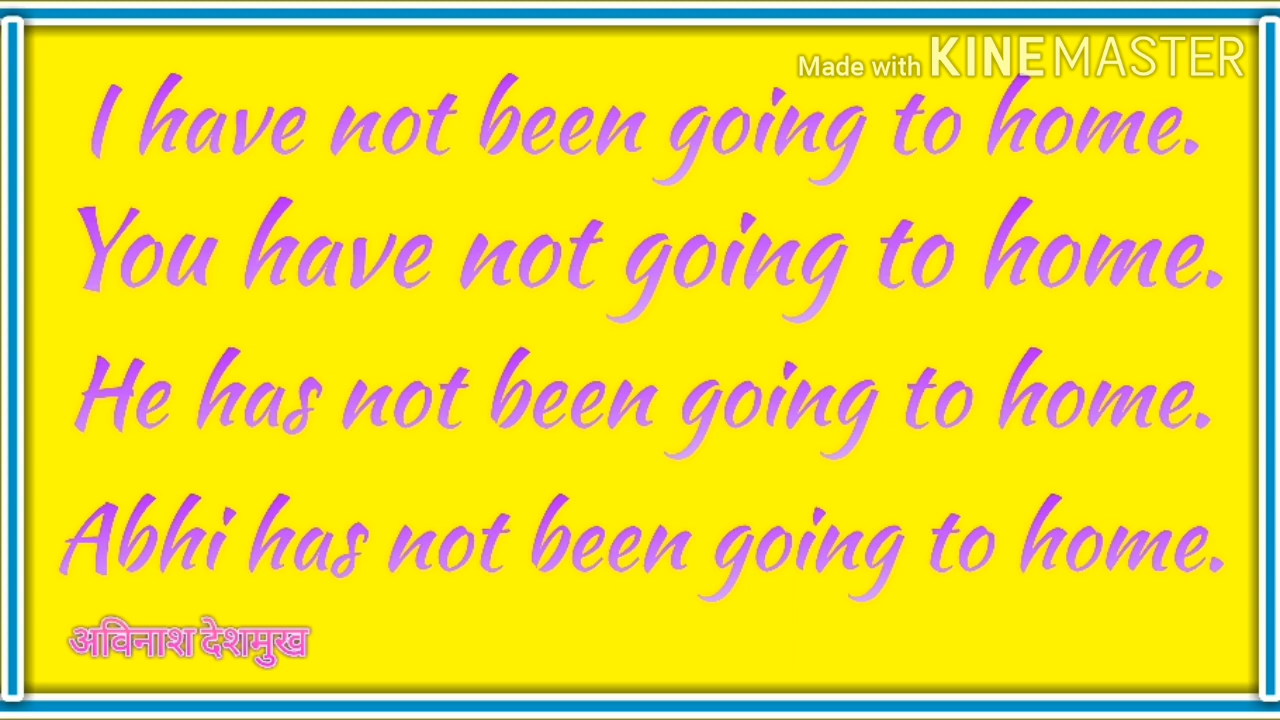 Made with KINEMASTER
I have not been going to home.
You have not going to home.
He has not been going to home.
Abhi has not been going to home.
अविनाश देशमुख